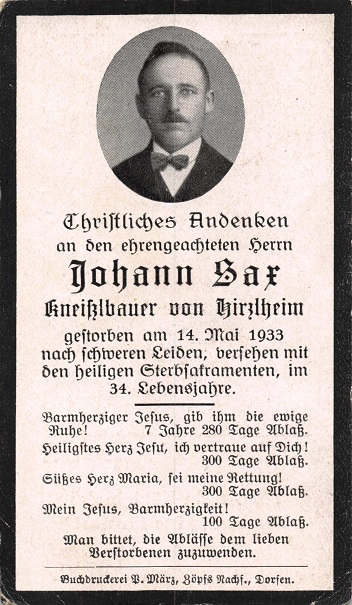 Christliches Andenken
an den ehrengeachteten Herrn
Johann Sax
Kneißlbauer von Hirzlheim
gestorben am 14. Mai 1933
nach schweren Leiden, versehen mit
den heiligen Sterbsakramenten, im
34. Lebensjahre.
Barmherziger Jesus, gib ihm die ewige
Ruhe! 7 Jahre 280 Tage Ablaß.
Heiligstes Herz Jesu, ich vertraue auf Dich!
300 Tage Ablaß.
Süßes Herz Maria, sei meine Rettung!
300 Tage Ablaß.
Mein Jesus, Barmherzigkeit!
100 Tage Ablaß.
Man bittet, die Ablässe dem lieben
Verstorbenen zuzuwenden.
Buchdruckerei P. März, Höpfs Nachf., Dorfen.